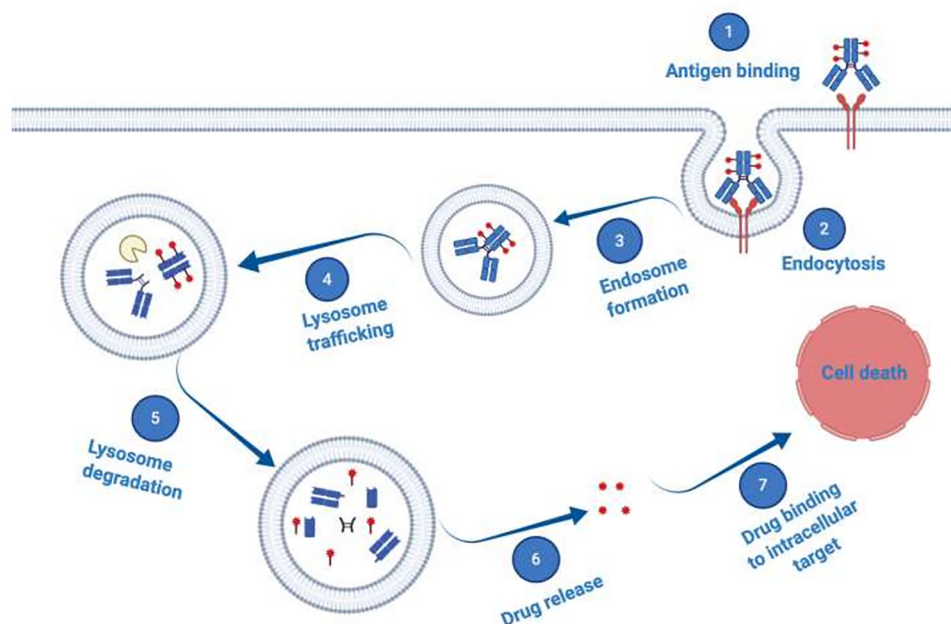 1
Antigen binding
2
Endocytosis
3
Endosome
formation
4
Lysosome
trafficking
5
Lysosome
degradation
6
Drug release
7
Drug binding
to intracellular
target
Cell death